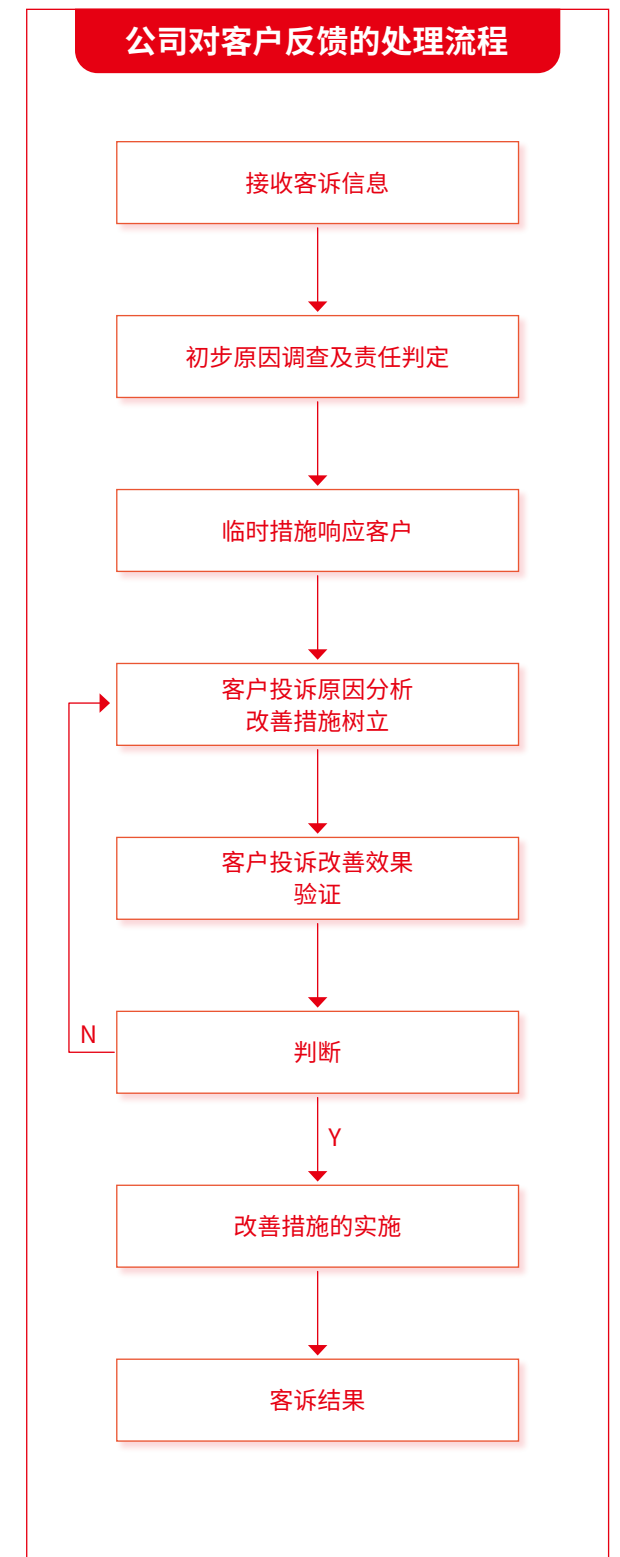 公司对客户反馈的处理流程
接收客诉信息
初步原因调查及责任判定
临时措施响应客户
客户投诉原因分析
改善措施树立
客户投诉改善效果
验证
N
判断
Y
改善措施的实施
客诉结果